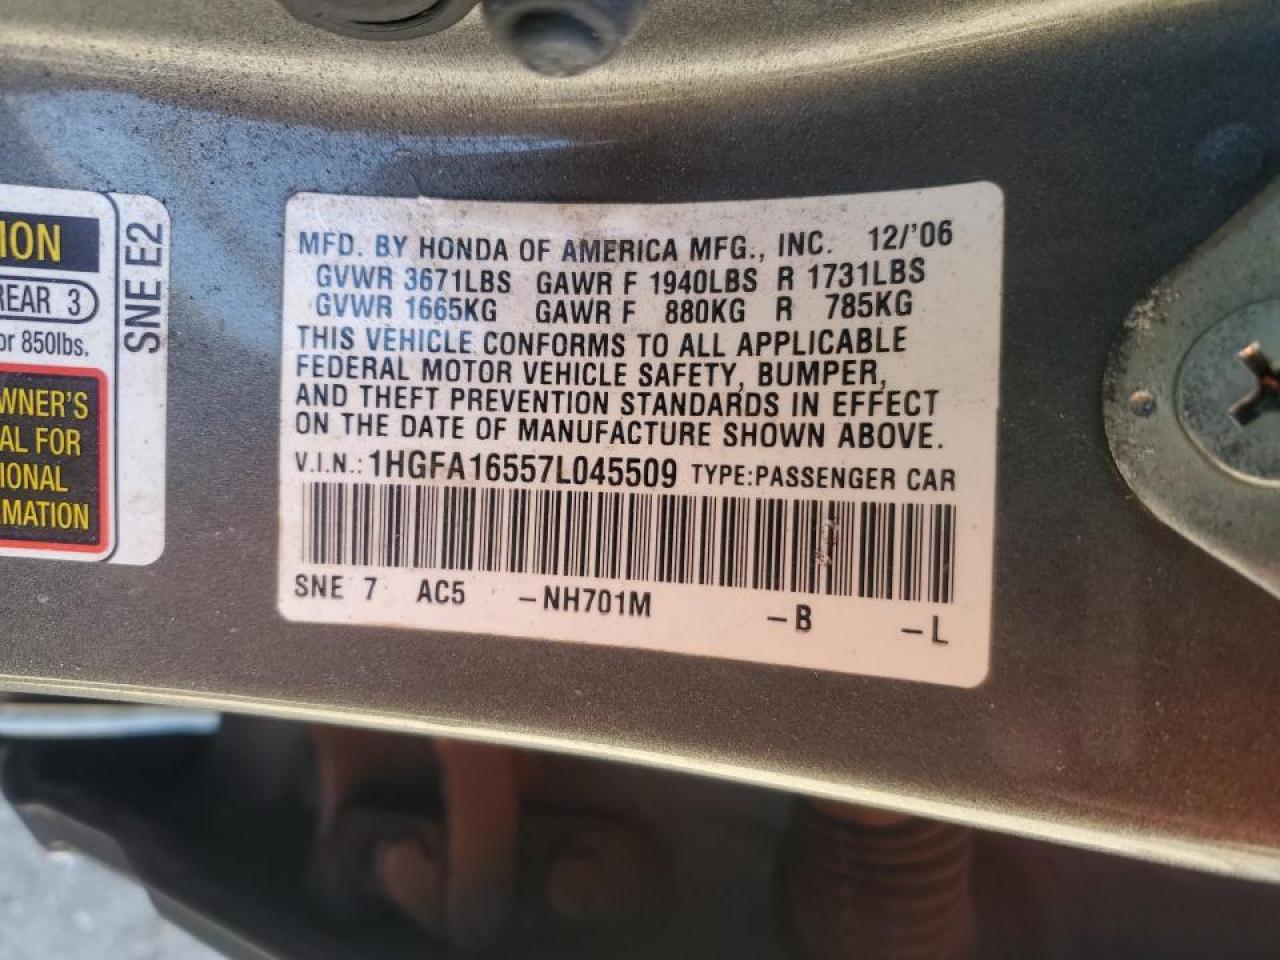 ION
REAR 3
or 850lbs.
WNER'S
AL FOR
IONAL
RMATION
SNE E2
MFD. BY HONDA OF AMERICA MFG., INC. 12/'06
GVWR 3671LBS GAWR F 1940LBS R 1731LBS
GVWR 1665KG GAWR F 880KG R 785KG
THIS VEHICLE CONFORMS TO ALL APPLICABLE
FEDERAL MOTOR VEHICLE SAFETY, BUMPER,
AND THEFT PREVENTION STANDARDS IN EFFECT
ON THE DATE OF MANUFACTURE SHOWN ABOVE.
V.I.N.: 1HGFA16557L045509 TYPE:PASSENGER CAR
SNE 7 AC5 -NH701M -B -L